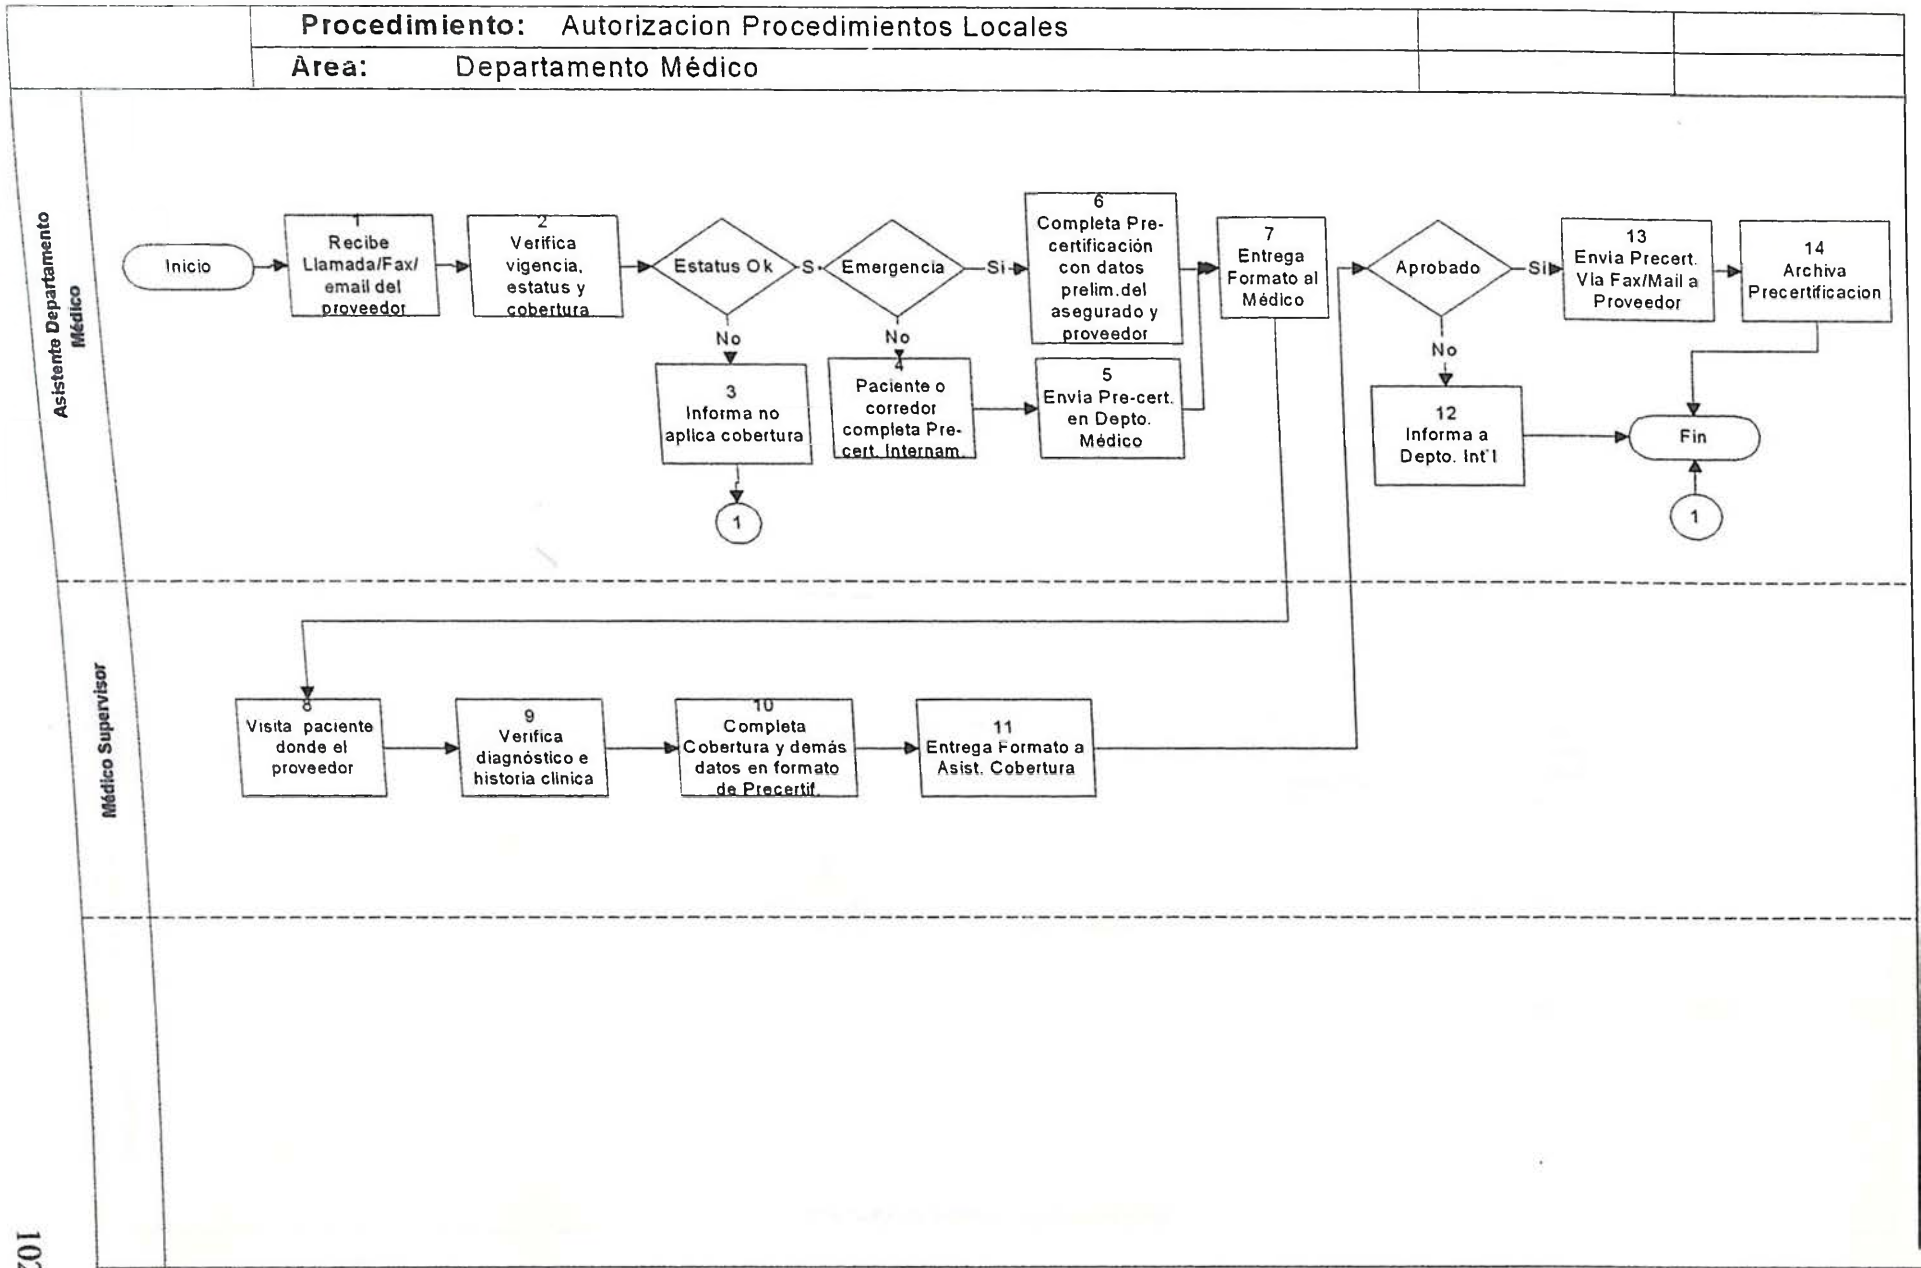 Procedimiento: Autorizacion Procedimientos Locales
Area: Departamento Médico
Asistente Departamento
Médico
Inicio
1
Recibe
Llamada/Fax/
email del
proveedor
2
Verifica
vigencia,
estatus y
cobertura
Estatus Ok
S
Emergencia
Si
6
Completa Pre-
certificación
con datos
prelim.del
asegurado y
proveedor
7
Entrega
Formato al
Médico
Aprobado
Si
13
Envia Precert.
Via Fax/Mail a
Proveedor
14
Archiva
Precertificacion
No
3
Informa no
aplica cobertura
1
No
4
Paciente o
corredor
completa Pre-
cert. Internam.
5
Envia Pre-cert.
en Depto.
Médico
No
12
Informa a
Depto. Int'l
Fin
1
Médico Supervisor
8
Visita paciente
donde el
proveedor
9
Verifica
diagnóstico e
historia clinica
10
Completa
Cobertura y demás
datos en formato
de Precertif.
11
Entrega Formato a
Asist. Cobertura
102